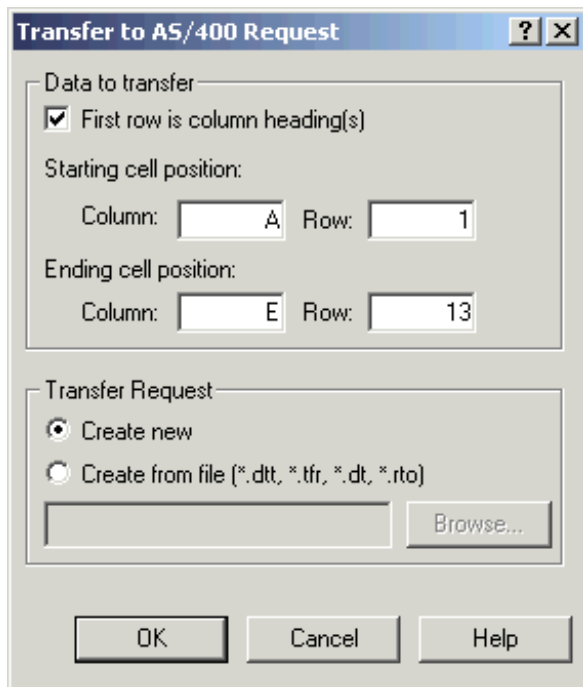 Transfer to AS/400 Request
Data to transfer
First row is column heading(s)
Starting cell position:
Column: A Row: 1
Ending cell position:
Column: E Row: 13
Transfer Request
Create new
Create from file (*.dtt, *.tfr, *.dt, *.rto)
Browse...
OK Cancel Help